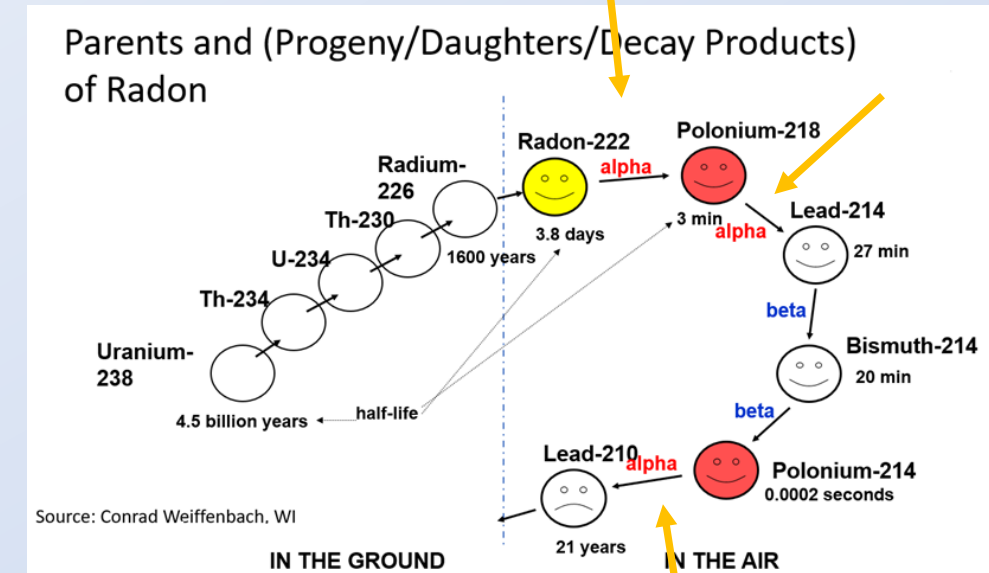 Parents and (Progeny/Daughters/Decay Products)
of Radon
Polonium-218
Radon-222
alpha
Radium-
226
Th-230
3 min
alpha
Lead-214
3.8 days
27 min
1600 years
U-234
Th-234
beta
Uranium-
238
Bismuth-214
20 min
4.5 billion years
half-life
beta
Lead-210
alpha
Polonium-214
0.0002 seconds
Source: Conrad Weiffenbach, WI
21 years
IN THE GROUND
IN THE AIR